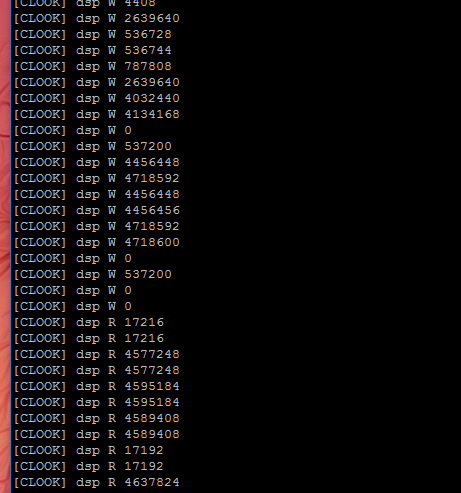 [CLOOK] dsp W 4408
[CLOOK] dsp W 2639640
[CLOOK] dsp W 536728
[CLOOK] dsp W 536744
[CLOOK] dsp W 787808
[CLOOK] dsp W 2639640
[CLOOK] dsp W 4032440
[CLOOK] dsp W 4134168
[CLOOK] dsp W 0
[CLOOK] dsp W 537200
[CLOOK] dsp W 4456448
[CLOOK] dsp W 4718592
[CLOOK] dsp W 4456448
[CLOOK] dsp W 4456456
[CLOOK] dsp W 4718592
[CLOOK] dsp W 4718600
[CLOOK] dsp W 0
[CLOOK] dsp W 537200
[CLOOK] dsp W 0
[CLOOK] dsp W 0
[CLOOK] dsp R 17216
[CLOOK] dsp R 17216
[CLOOK] dsp R 4577248
[CLOOK] dsp R 4577248
[CLOOK] dsp R 4595184
[CLOOK] dsp R 4595184
[CLOOK] dsp R 4589408
[CLOOK] dsp R 4589408
[CLOOK] dsp R 17192
[CLOOK] dsp R 17192
[CLOOK] dsp R 4637824